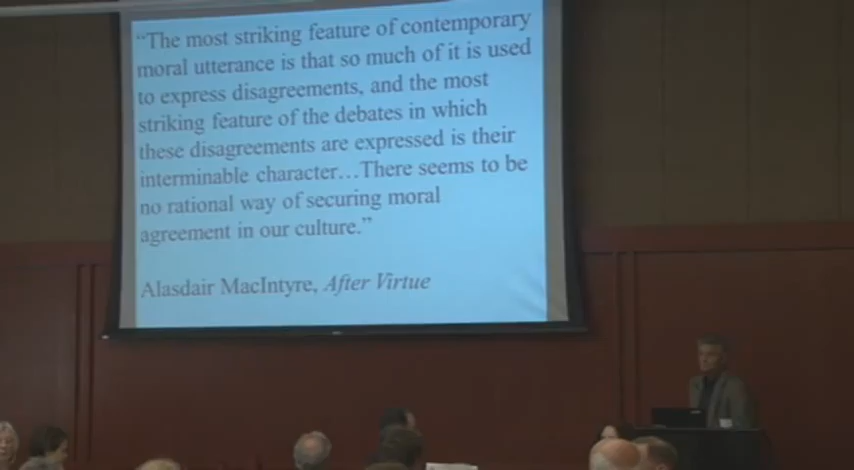 “The most striking feature of contemporary
moral utterance is that so much of it is used
to express disagreements, and the most
striking feature of the debates in which
these disagreements are expressed is their
interminable character…There seems to be
no rational way of securing moral
agreement in our culture.”
Alasdair MacIntyre, After Virtue